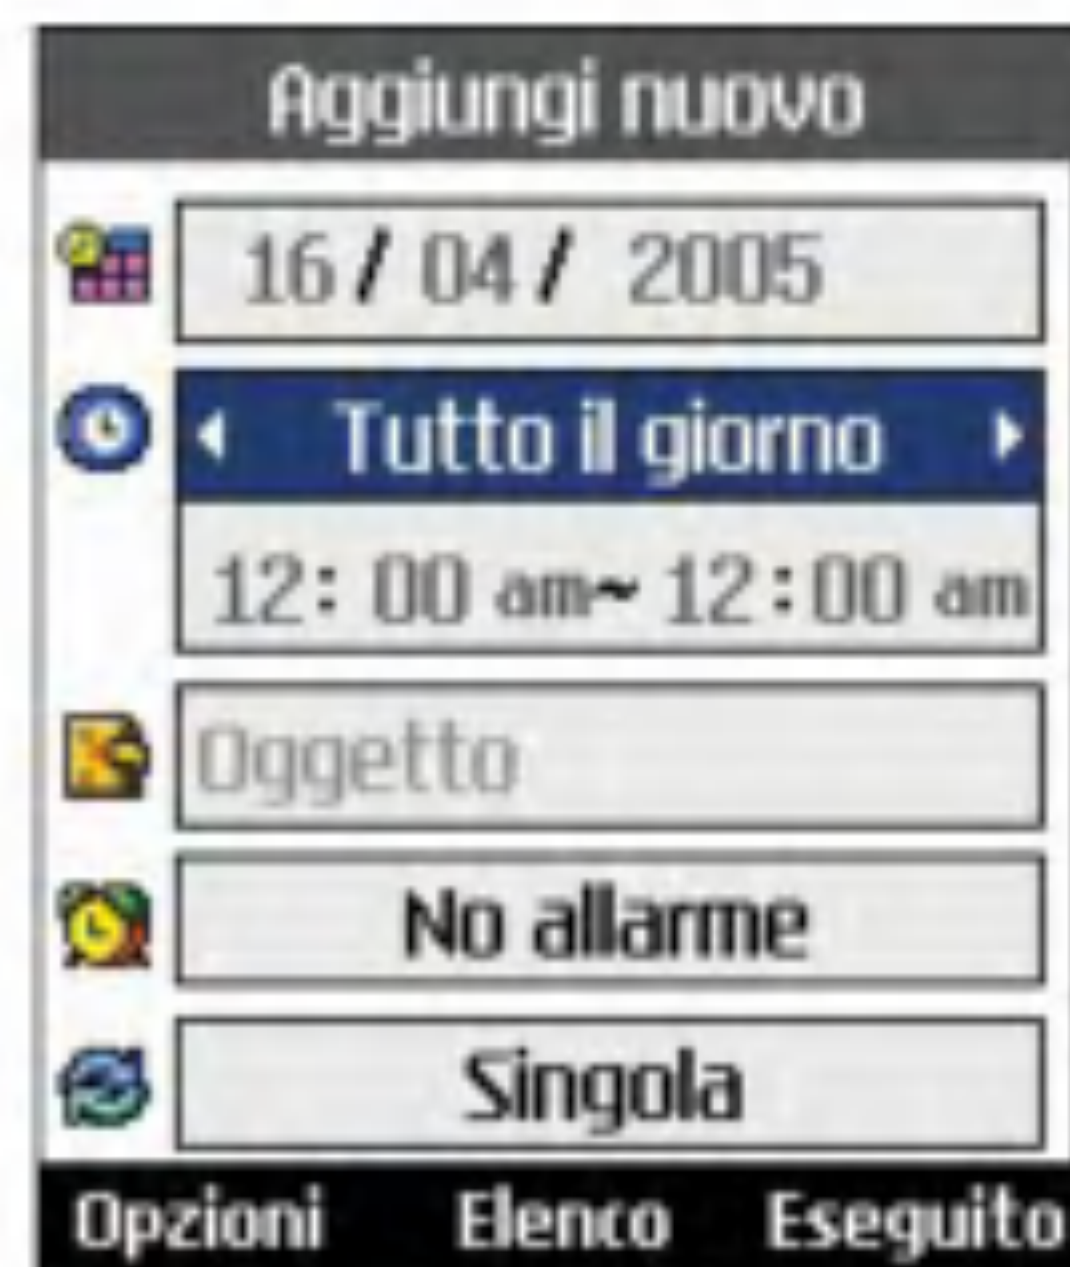 Aggiungi nuovo
16 / 04 / 2005
Tutto il giorno
12: 00 am~ 12:00 am
Oggetto
No allarme
Singola
Opzioni Elenco Eseguito